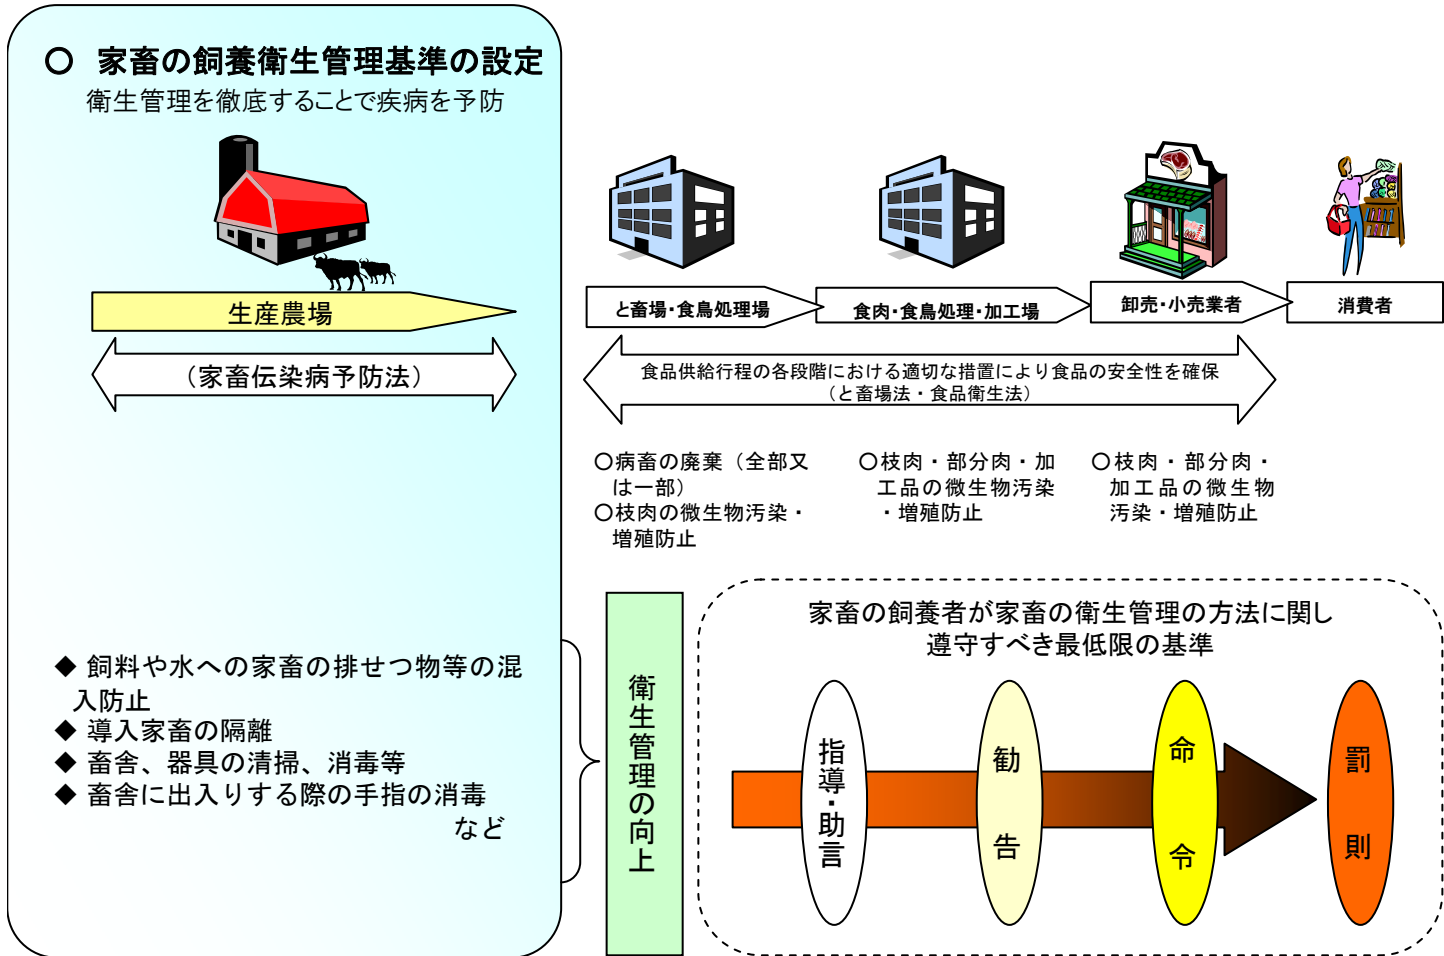 ○ 家畜の飼養衛生管理基準の設定
衛生管理を徹底することで疾病を予防
生産農場
(家畜伝染病予防法)
と畜場・食鳥処理場
食肉・食鳥処理・加工場
卸売・小売業者
消費者
食品供給行程の各段階における適切な措置により食品の安全性を確保
(と畜場法・食品衛生法)
○病畜の廃棄(全部又
は一部)
○枝肉の微生物汚染・
増殖防止
○枝肉・部分肉・加
工品の微生物汚染
・増殖防止
○枝肉・部分肉・
加工品の微生物
汚染・増殖防止
◆ 飼料や水への家畜の排せつ物等の混
入防止
◆ 導入家畜の隔離
◆ 畜舎、器具の清掃、消毒等
◆ 畜舎に出入りする際の手指の消毒
など
衛生管理の向上
家畜の飼養者が家畜の衛生管理の方法に関し
遵守すべき最低限の基準
指導・助言
勧告
命令
罰則